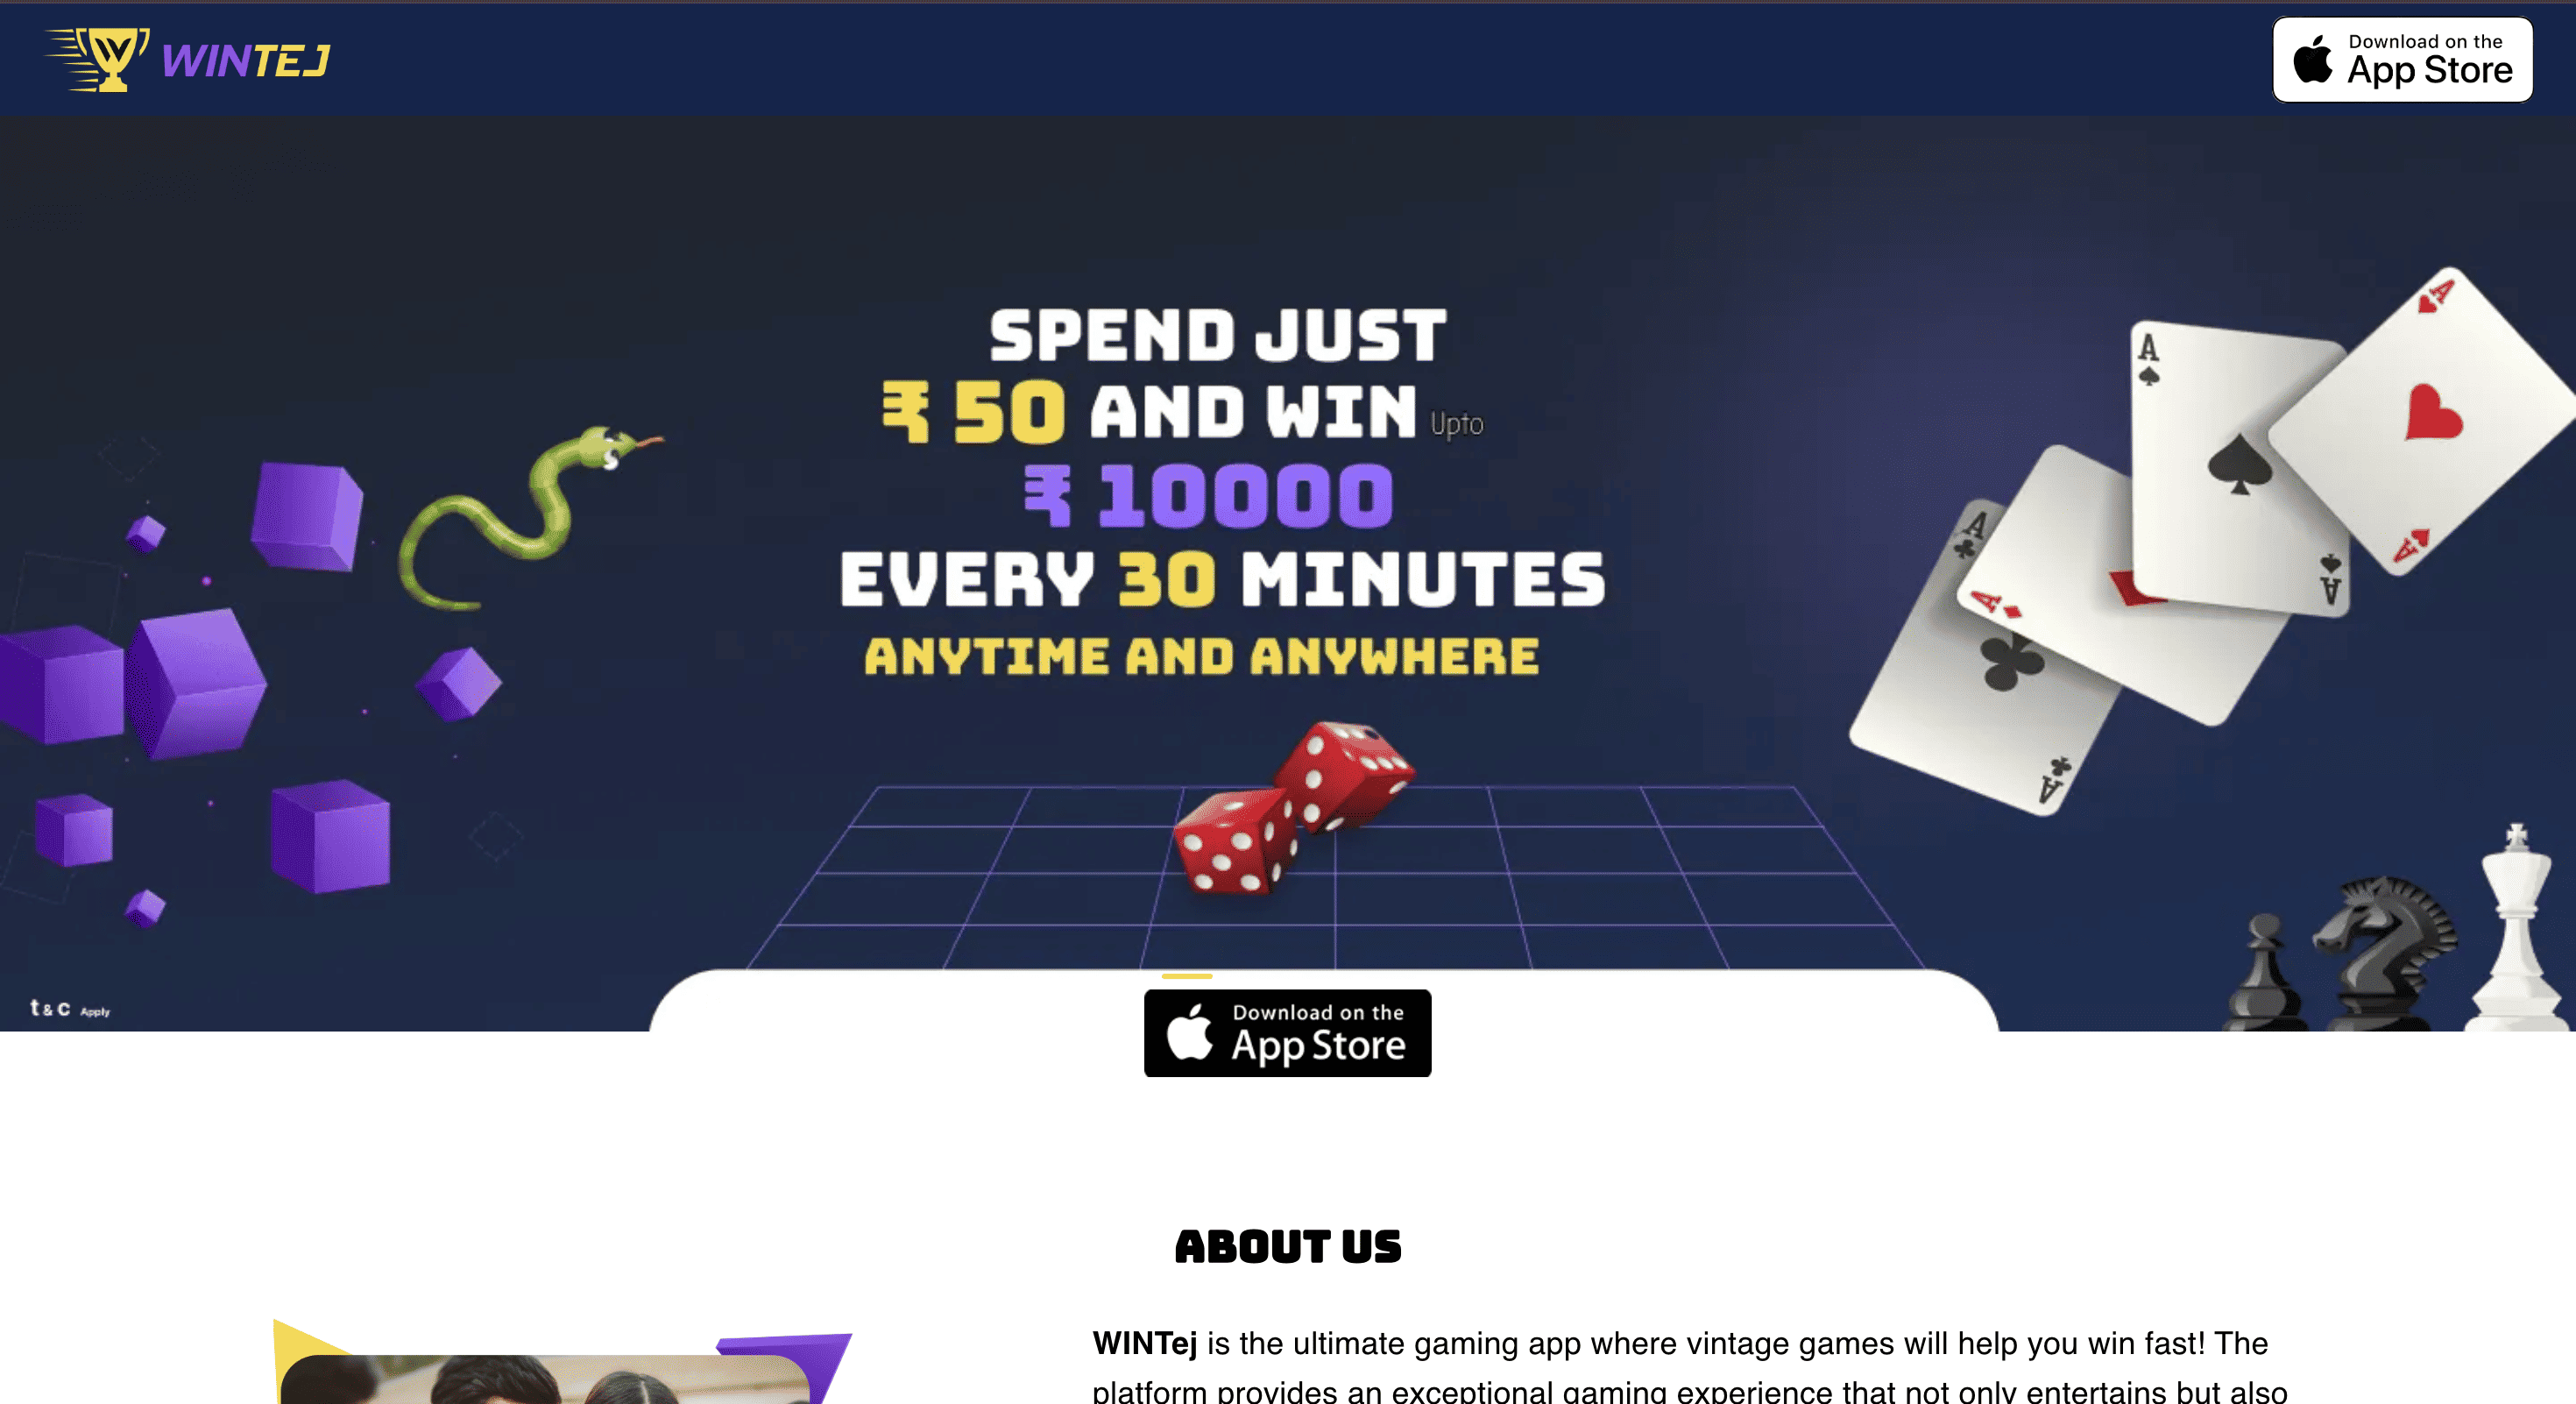 WINTEJ
Download on the
App Store
SPEND JUST
₹ 50 AND WIN Upto
₹ 10000
EVERY 30 MINUTES
ANYTIME AND ANYWHERE
A
A
A
A
A
A
A
A
t & c Apply
Download on the
App Store
ABOUT US
WINTej is the ultimate gaming app where vintage games will help you win fast! The
platform provides an exceptional gaming experience that not only entertains but also